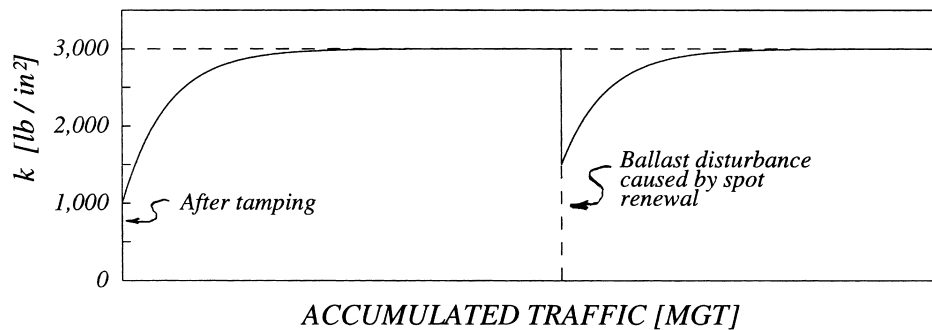 3,000
2,000
1,000
0
k [lb / in²]
After tamping
Ballast disturbance
caused by spot
renewal
ACCUMULATED TRAFFIC [MGT]